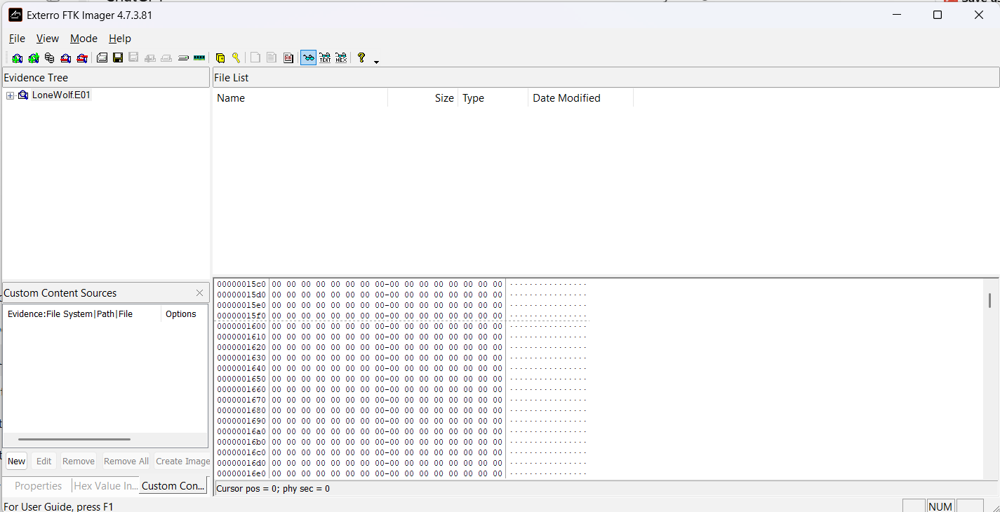 Exterro FTK Imager 4.7.3.81
File View Mode Help
TEXT HEX
Evidence Tree
LoneWolf.E01
File List
Name Size Type Date Modified
Custom Content Sources
Evidence:File System|Path|File Options
New Edit Remove Remove All Create Image
Properties Hex Value In... Custom Con...
00000015c0 00 00 00 00 00 00 00 00-00 00 00 00 00 00 00 00 ················
00000015d0 00 00 00 00 00 00 00 00-00 00 00 00 00 00 00 00 ················
00000015e0 00 00 00 00 00 00 00 00-00 00 00 00 00 00 00 00 ················
00000015f0 00 00 00 00 00 00 00 00-00 00 00 00 00 00 00 00 ················
0000001600 00 00 00 00 00 00 00 00-00 00 00 00 00 00 00 00 ················
0000001610 00 00 00 00 00 00 00 00-00 00 00 00 00 00 00 00 ················
0000001620 00 00 00 00 00 00 00 00-00 00 00 00 00 00 00 00 ················
0000001630 00 00 00 00 00 00 00 00-00 00 00 00 00 00 00 00 ················
0000001640 00 00 00 00 00 00 00 00-00 00 00 00 00 00 00 00 ················
0000001650 00 00 00 00 00 00 00 00-00 00 00 00 00 00 00 00 ················
0000001660 00 00 00 00 00 00 00 00-00 00 00 00 00 00 00 00 ················
0000001670 00 00 00 00 00 00 00 00-00 00 00 00 00 00 00 00 ················
0000001680 00 00 00 00 00 00 00 00-00 00 00 00 00 00 00 00 ················
0000001690 00 00 00 00 00 00 00 00-00 00 00 00 00 00 00 00 ················
00000016a0 00 00 00 00 00 00 00 00-00 00 00 00 00 00 00 00 ················
00000016b0 00 00 00 00 00 00 00 00-00 00 00 00 00 00 00 00 ················
00000016c0 00 00 00 00 00 00 00 00-00 00 00 00 00 00 00 00 ················
00000016d0 00 00 00 00 00 00 00 00-00 00 00 00 00 00 00 00 ················
00000016e0 00 00 00 00 00 00 00 00-00 00 00 00 00 00 00 00 ················
Cursor pos = 0; phy sec = 0
For User Guide, press F1
NUM